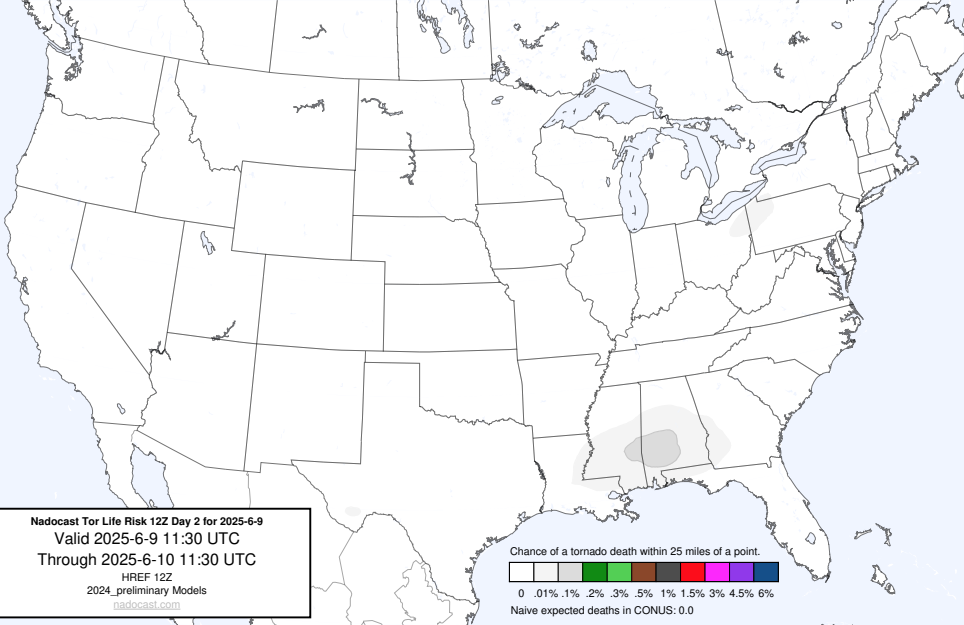 Nadocast Tor Life Risk 12Z Day 2 for 2025-6-9
Valid 2025-6-9 11:30 UTC
Through 2025-6-10 11:30 UTC
HREF 12Z
2024_preliminary Models
nadocast.com
Chance of a tornado death within 25 miles of a point.
0 .01% .1% .2% .3% .5% 1% 1.5% 3% 4.5% 6%
Naive expected deaths in CONUS: 0.0